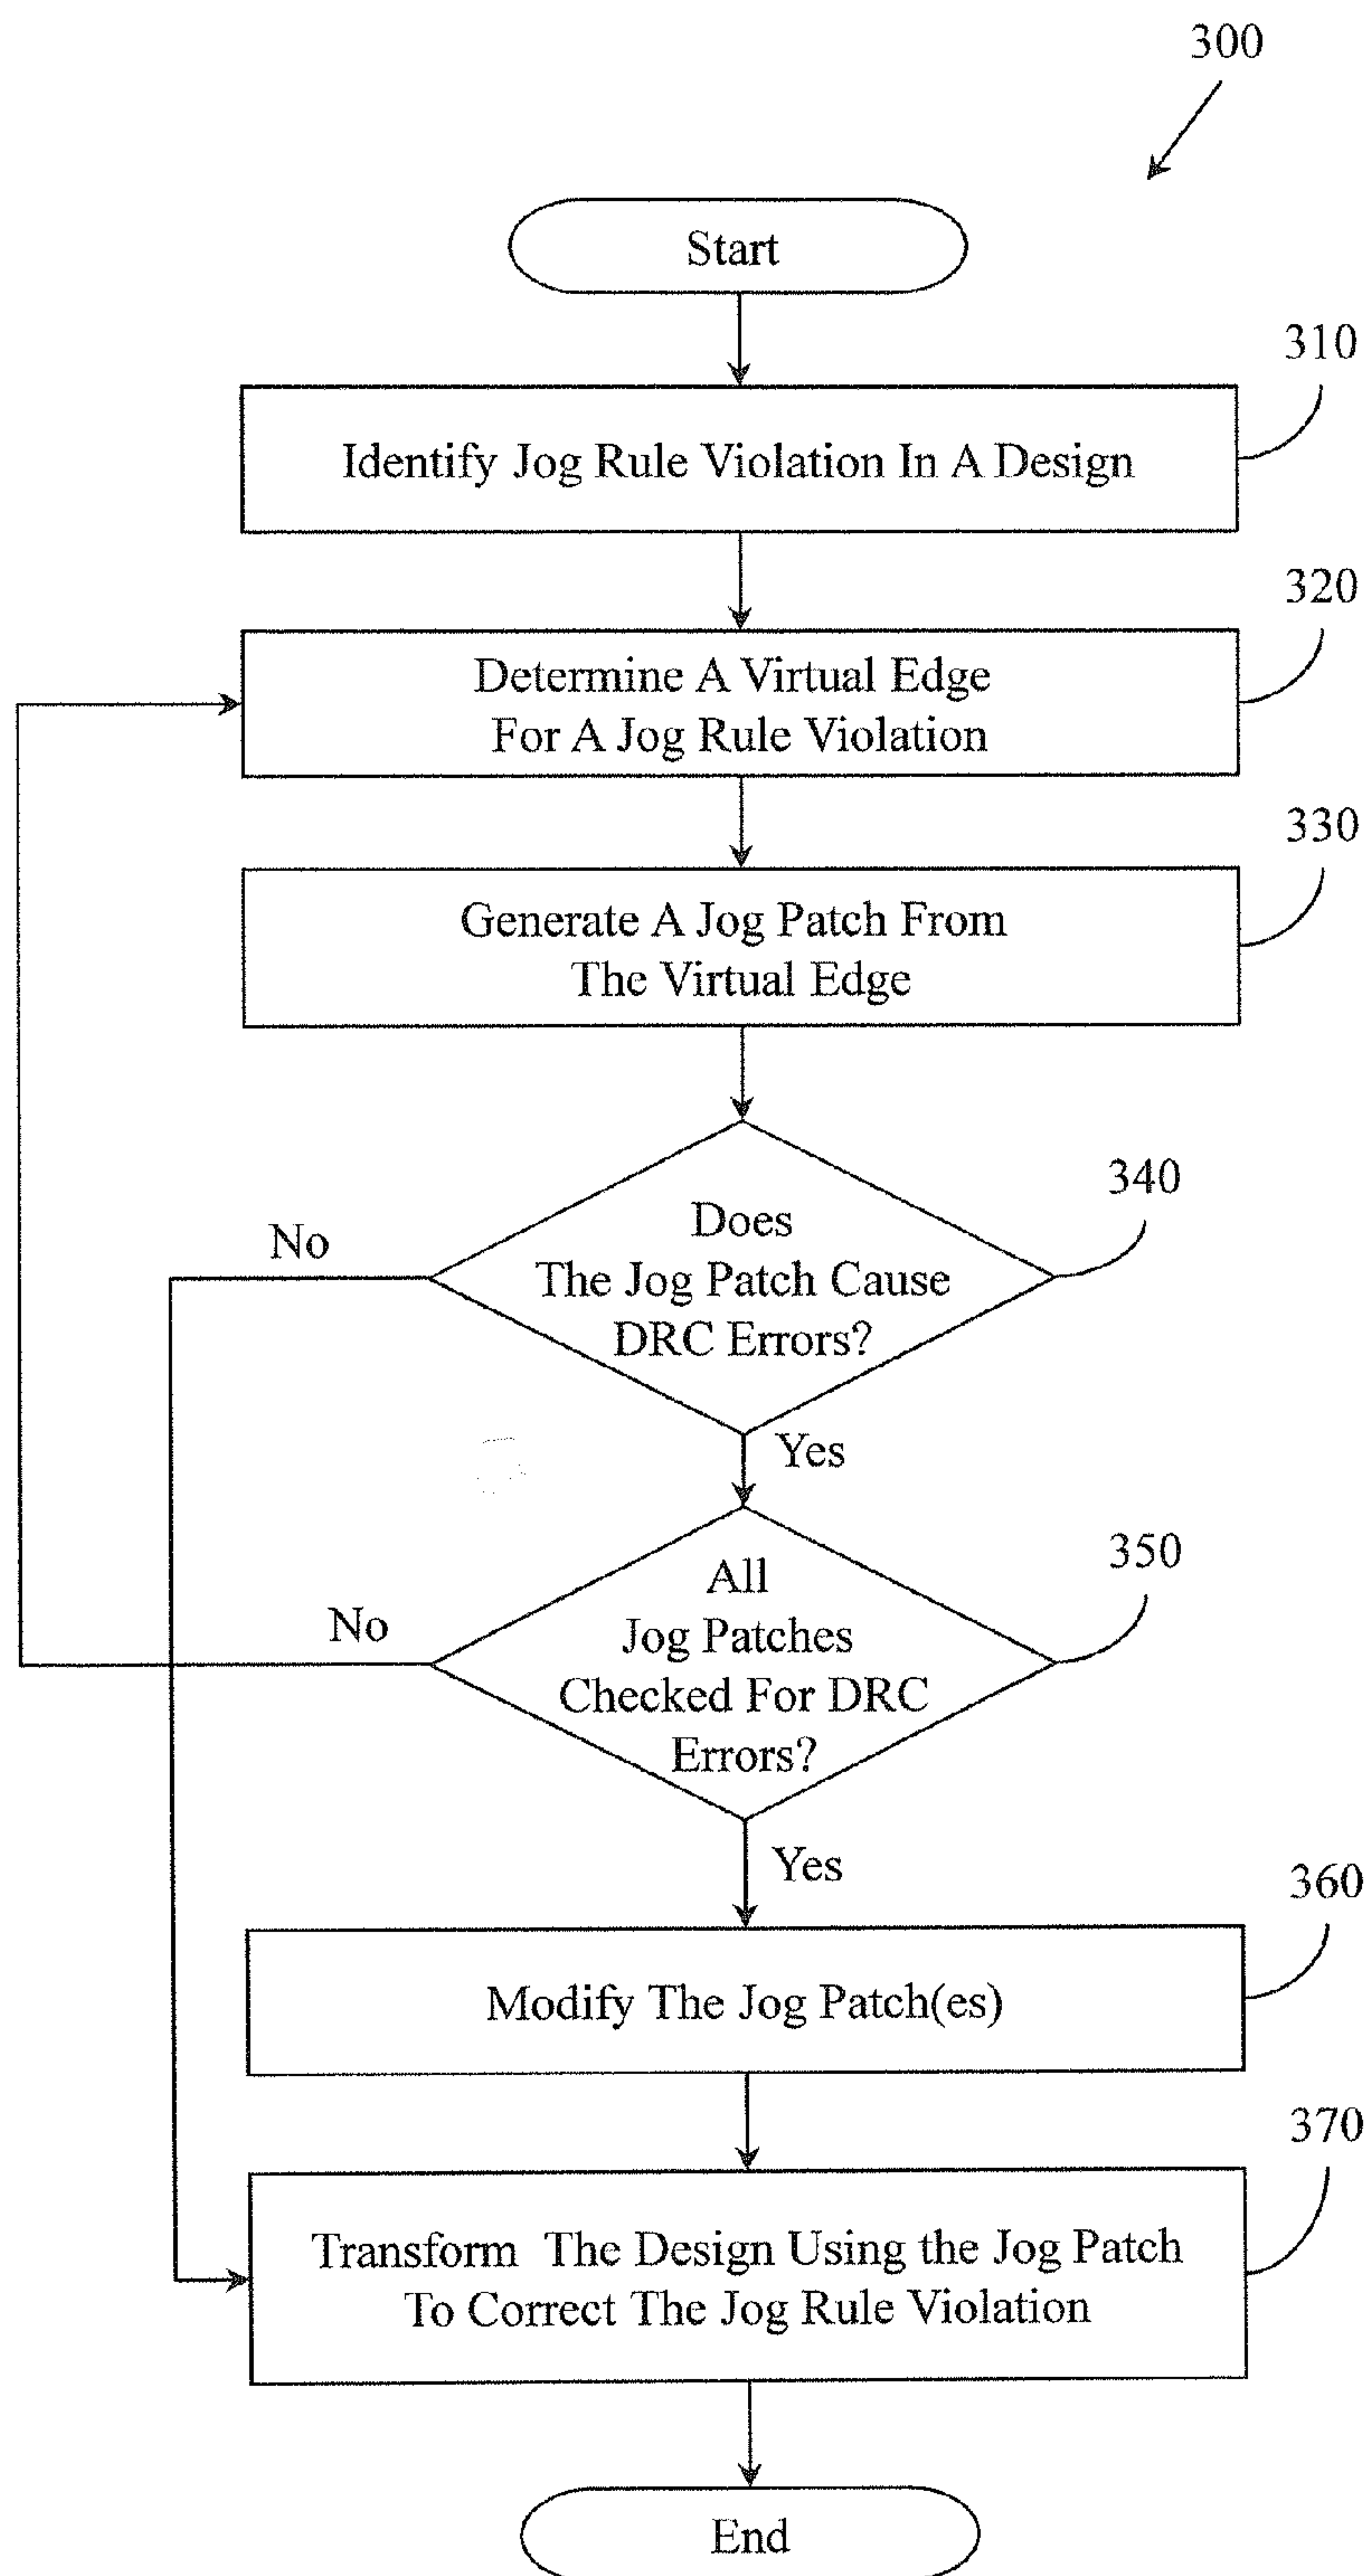 300
Start
310
Identify Jog Rule Violation In A Design
320
Determine A Virtual Edge
For A Jog Rule Violation
330
Generate A Jog Patch From
The Virtual Edge
340
No
Does
The Jog Patch Cause
DRC Errors?
Yes
350
No
All
Jog Patches
Checked For DRC
Errors?
Yes
360
Modify The Jog Patch(es)
370
Transform The Design Using the Jog Patch
To Correct The Jog Rule Violation
End